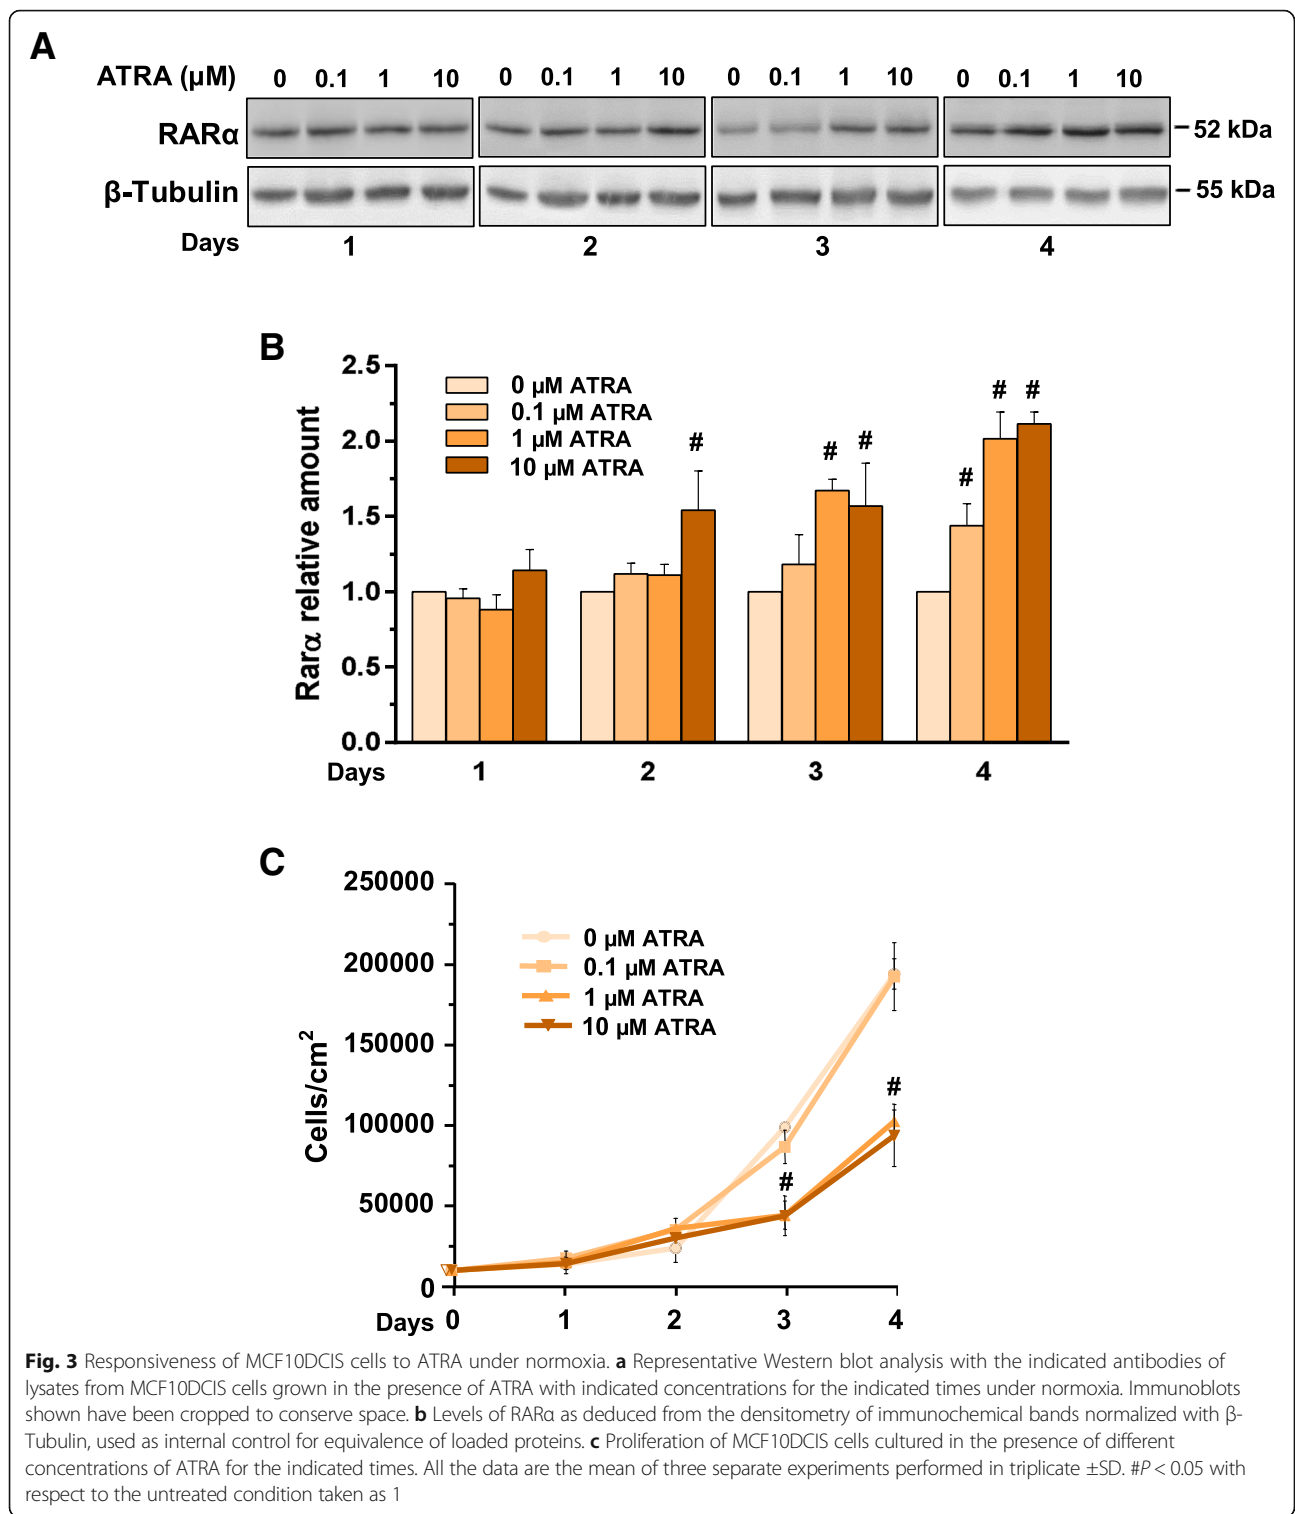 A
ATRA (µM) 0 0.1 1 10 0 0.1 1 10 0 0.1 1 10 0 0.1 1 10
RARα 52 kDa
β-Tubulin 55 kDa
Days 1 2 3 4
B
2.5
2.0
1.5
1.0
0.5
0.0
Rarα relative amount
0 µM ATRA
0.1 µM ATRA
1 µM ATRA
10 µM ATRA
#
# #
# # #
Days 1 2 3 4
C
250000
200000
150000
100000
50000
0
Cells/cm²
0 µM ATRA
0.1 µM ATRA
1 µM ATRA
10 µM ATRA
#
#
Days 0 1 2 3 4
Fig. 3 Responsiveness of MCF10DCIS cells to ATRA under normoxia. a Representative Western blot analysis with the indicated antibodies of
lysates from MCF10DCIS cells grown in the presence of ATRA with indicated concentrations for the indicated times under normoxia. Immunoblots
shown have been cropped to conserve space. b Levels of RARα as deduced from the densitometry of immunochemical bands normalized with β-
Tubulin, used as internal control for equivalence of loaded proteins. c Proliferation of MCF10DCIS cells cultured in the presence of different
concentrations of ATRA for the indicated times. All the data are the mean of three separate experiments performed in triplicate ±SD. #P < 0.05 with
respect to the untreated condition taken as 1